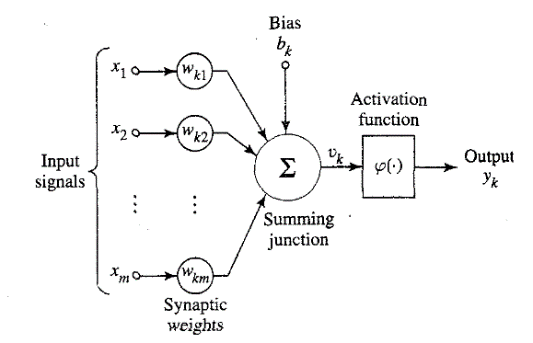 Bias
b_k
x_1
w_k1
Activation
function
x_2
w_k2
Input
signals
Σ
v_k
φ(·)
Output
y_k
⋮
⋮
Summing
junction
x_m
w_km
Synaptic
weights